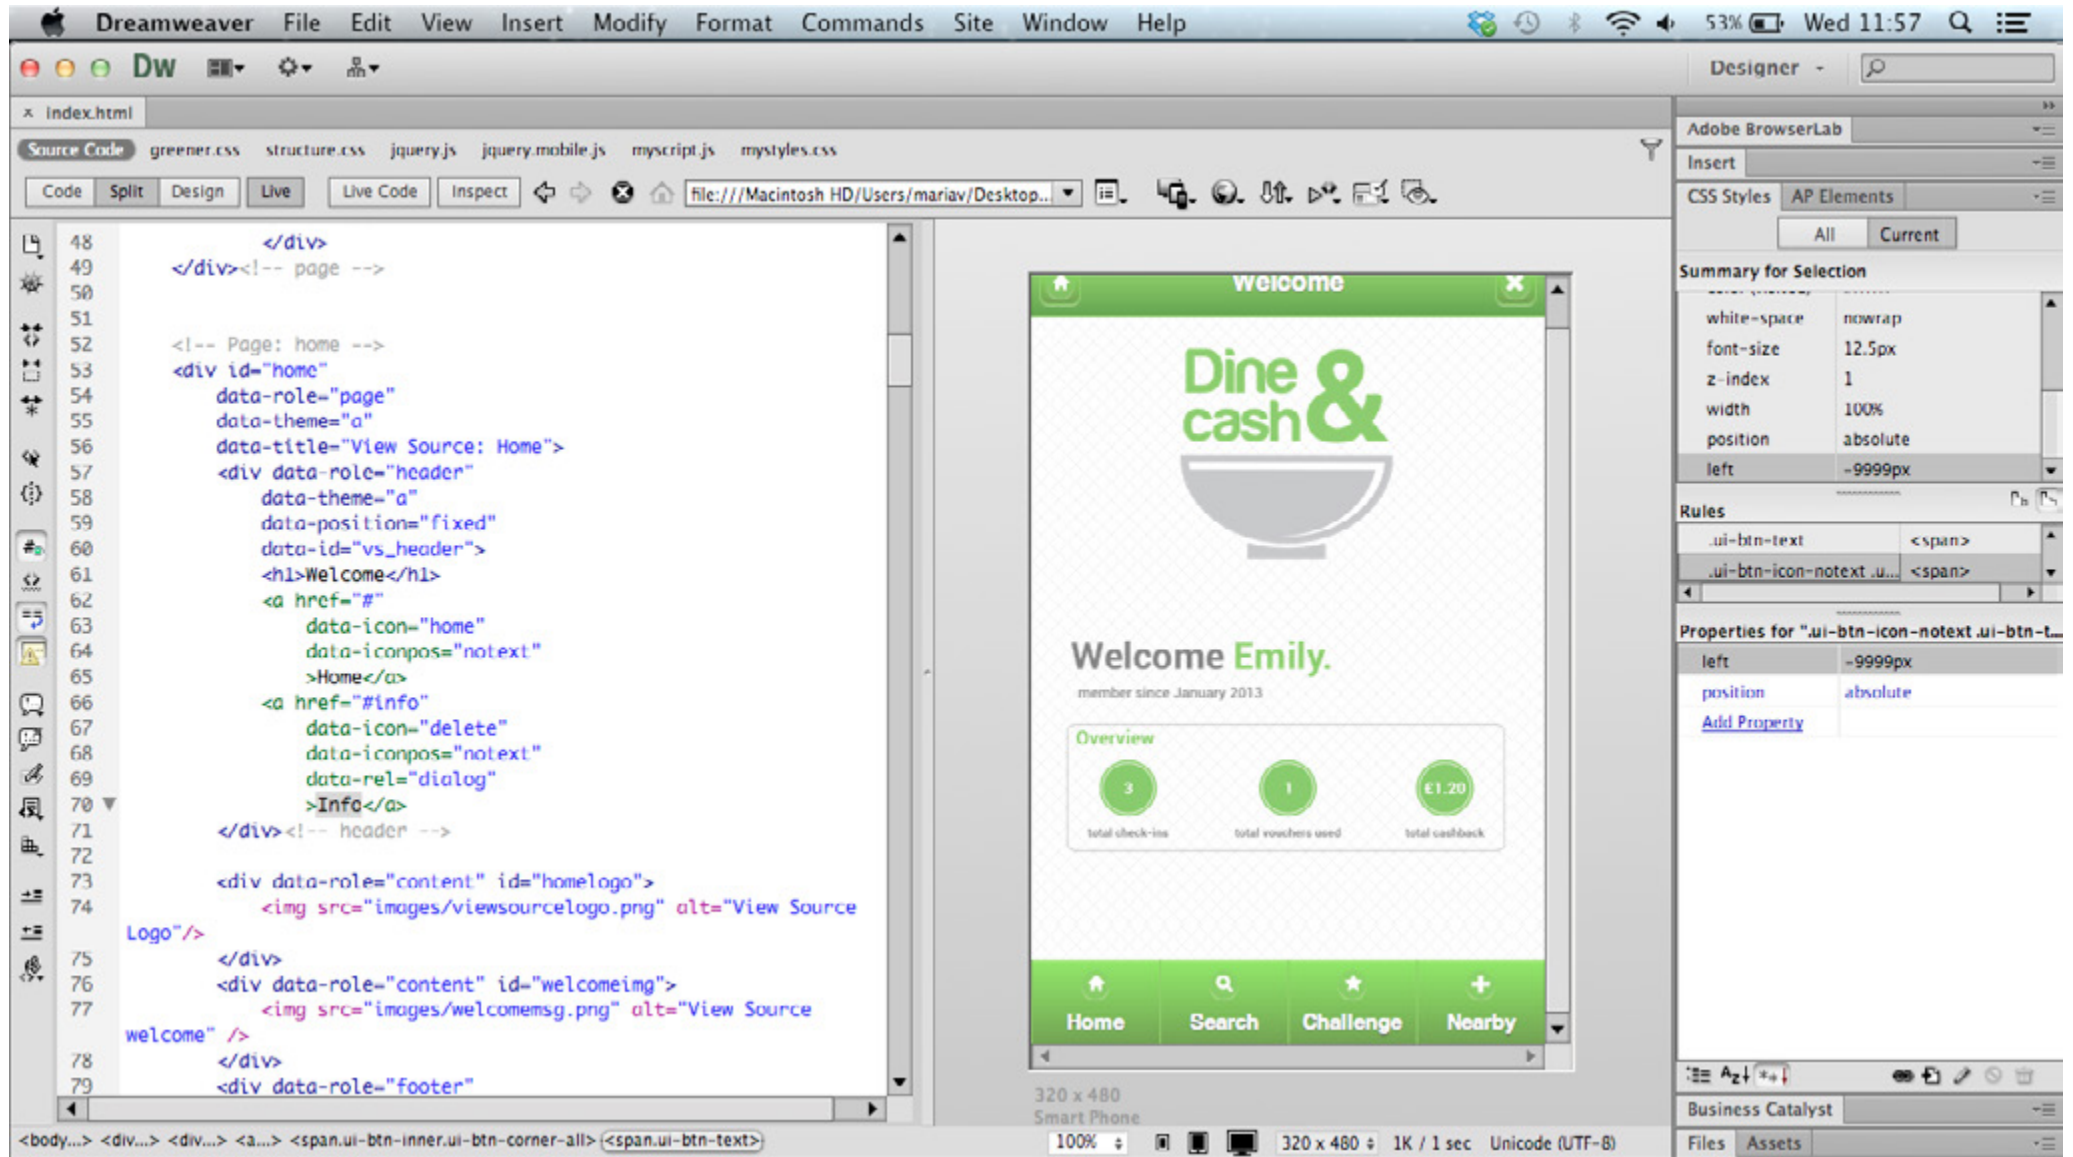 Dreamweaver File Edit View Insert Modify Format Commands Site Window Help 53% Wed 11:57
Dw Designer
x index.html
Source Code greener.css structure.css jquery.js jquery.mobile.js myscript.js mystyles.css
Code Split Design Live Live Code Inspect file:///Macintosh HD/Users/mariav/Desktop...
48 </div>
49 </div><!-- page -->
50
51
52 <!-- Page: home -->
53 <div id="home"
54 data-role="page"
55 data-theme="a"
56 data-title="View Source: Home">
57 <div data-role="header"
58 data-theme="a"
59 data-position="fixed"
60 data-id="vs_header">
61 <h1>Welcome</h1>
62 <a href="#"
63 data-icon="home"
64 data-iconpos="notext"
65 >Home</a>
66 <a href="#info"
67 data-icon="delete"
68 data-iconpos="notext"
69 data-rel="dialog"
70 >Info</a>
71 </div><!-- header -->
72
73 <div data-role="content" id="homelogo">
74 <img src="images/viewsourcelogo.png" alt="View Source
Logo"/>
75 </div>
76 <div data-role="content" id="welcomeimg">
77 <img src="images/welcomemsg.png" alt="View Source
welcome" />
78 </div>
79 <div data-role="footer"
<body...> <div...> <div...> <a...> <span.ui-btn-inner.ui-btn-corner-all> <span.ui-btn-text>
Welcome
Dine &
cash
Welcome Emily.
member since January 2013
Overview
3 1 £1.20
total check-ins total vouchers used total cashback
Home Search Challenge Nearby
320 x 480
Smart Phone
100% 320 x 480 1K / 1 sec Unicode (UTF-8)
Adobe BrowserLab
Insert
CSS Styles AP Elements
All Current
Summary for Selection
white-space nowrap
font-size 12.5px
z-index 1
width 100%
position absolute
left -9999px
Rules
.ui-btn-text <span>
.ui-btn-icon-notext .u... <span>
Properties for ".ui-btn-icon-notext .ui-btn-t...
left -9999px
position absolute
Add Property
Business Catalyst
Files Assets